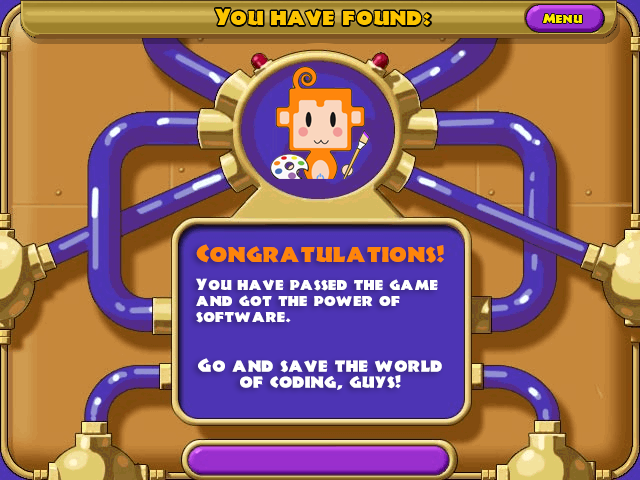 You have found:
Menu
Congratulations!
You have passed the game
and got the power of
software.
Go and save the world
of coding, guys!